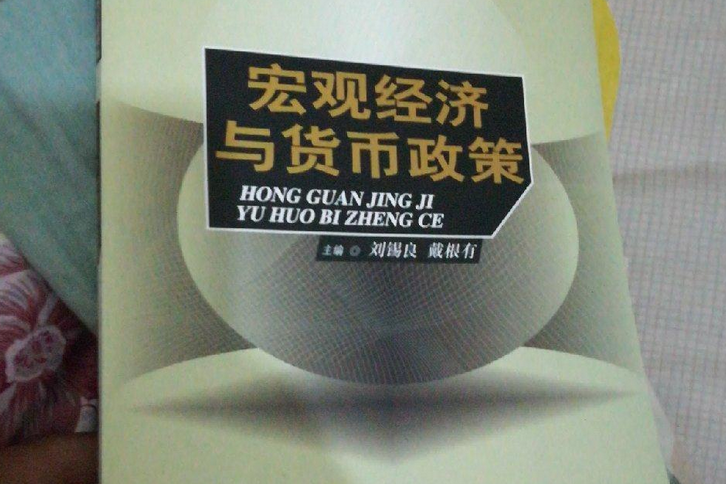 宏观经济
与货币政策
HONG GUAN JING JI
YU HUO BI ZHENG CE
主编 ◎ 刘锡良 戴根有